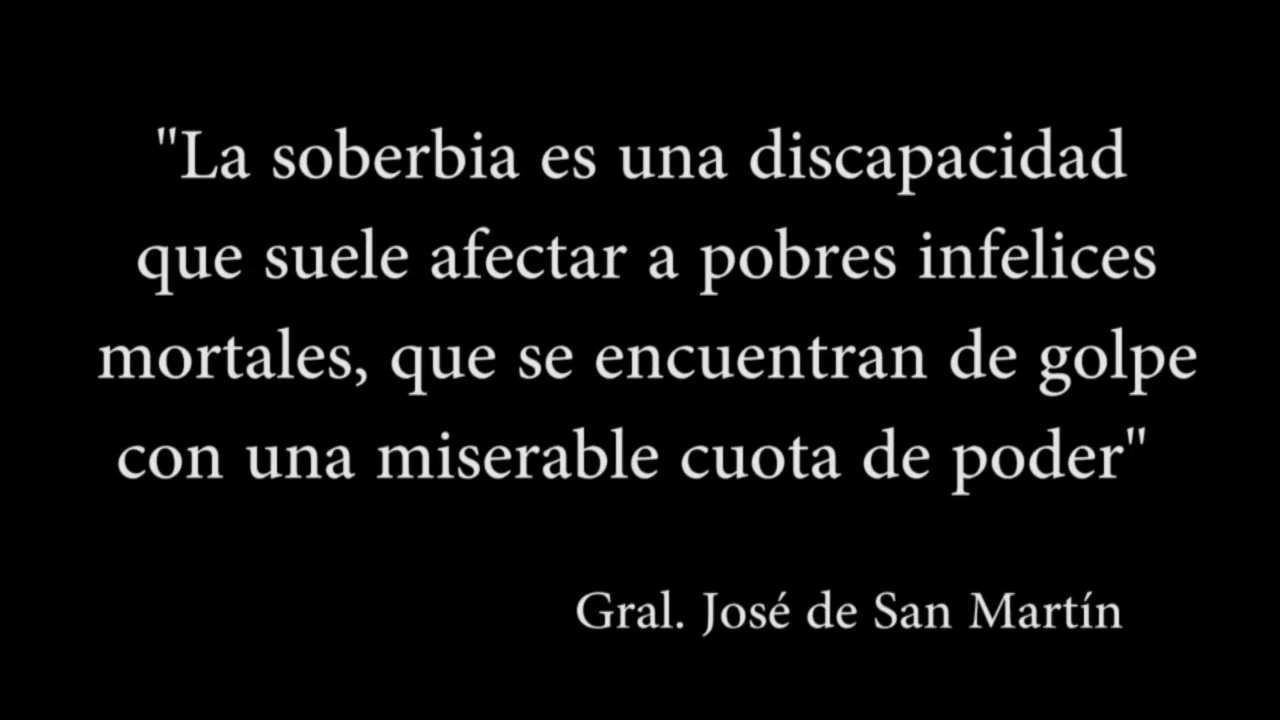 "La soberbia es una discapacidad
que suele afectar a pobres infelices
mortales, que se encuentran de golpe
con una miserable cuota de poder"
Gral. José de San Martín